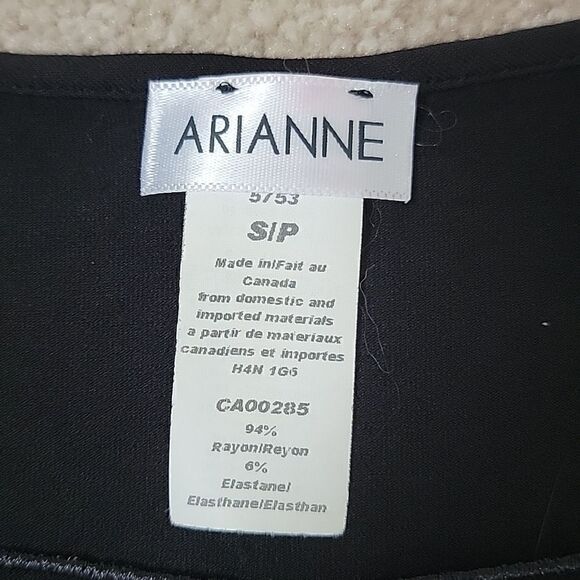 ARIANNE
5753
S/P
Made in/Fait au
Canada
from domestic and
imported materials
a partir de materiaux
canadiens et importes
H4N 1G6
CA00285
94%
Rayon/Reyon
6%
Elastane/
Elasthane/Elasthan